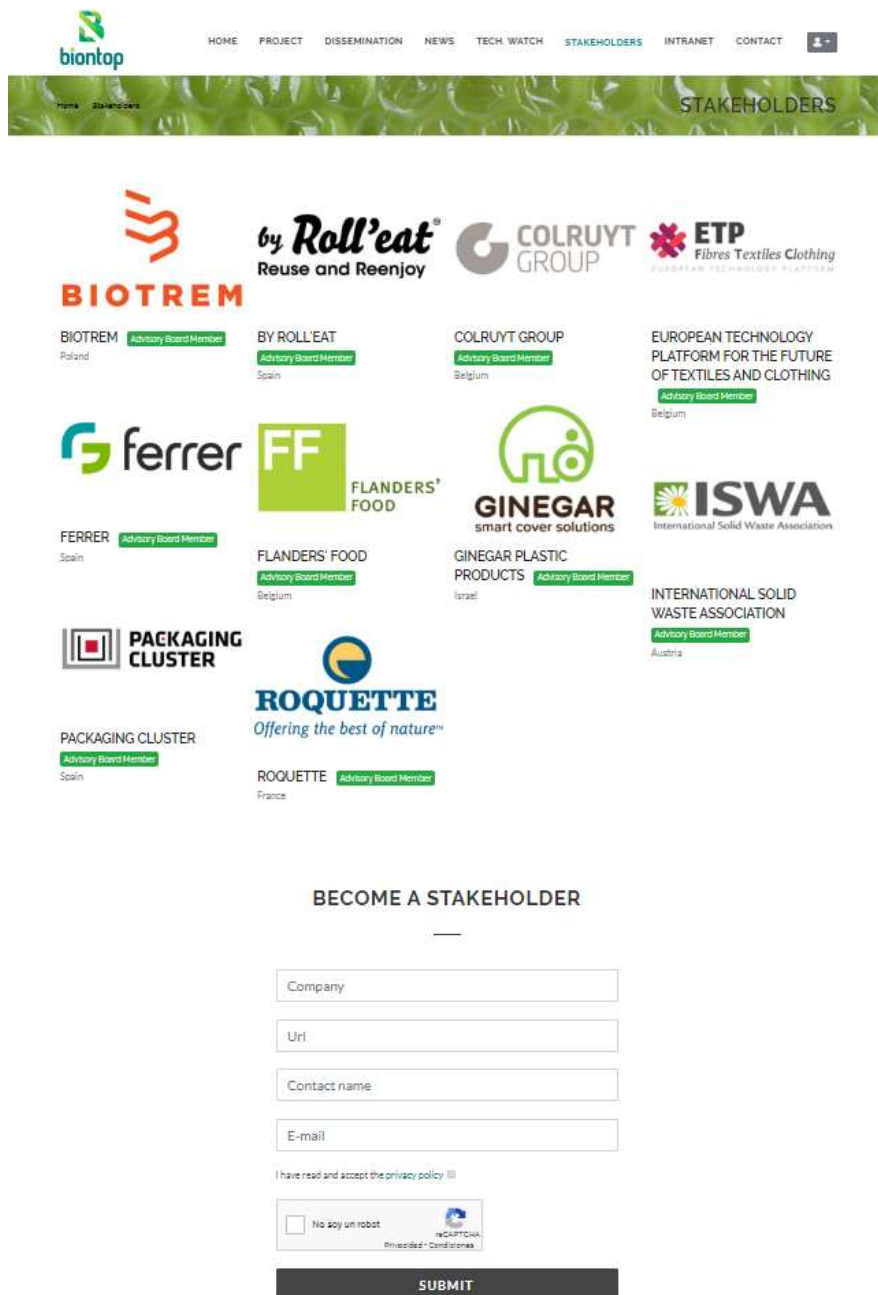 biontop
HOME PROJECT DISSEMINATION NEWS TECH. WATCH STAKEHOLDERS INTRANET CONTACT
Home Stakeholders
STAKEHOLDERS
BIOTREM
BIOTREM Advisory Board Member
Poland
by Roll'eat®
Reuse and Reenjoy
BY ROLL'EAT
Advisory Board Member
Spain
COLRUYT
GROUP
COLRUYT GROUP
Advisory Board Member
Belgium
ETP
Fibres Textiles Clothing
EUROPEAN TECHNOLOGY PLATFORM
EUROPEAN TECHNOLOGY
PLATFORM FOR THE FUTURE
OF TEXTILES AND CLOTHING
Advisory Board Member
Belgium
ferrer
FERRER Advisory Board Member
Spain
FF
FLANDERS'
FOOD
FLANDERS' FOOD
Advisory Board Member
Belgium
GINEGAR
smart cover solutions
GINEGAR PLASTIC
PRODUCTS Advisory Board Member
Israel
ISWA
International Solid Waste Association
INTERNATIONAL SOLID
WASTE ASSOCIATION
Advisory Board Member
Austria
PACKAGING
CLUSTER
PACKAGING CLUSTER
Advisory Board Member
Spain
ROQUETTE
Offering the best of nature™
ROQUETTE Advisory Board Member
France
BECOME A STAKEHOLDER
Company
Url
Contact name
E-mail
I have read and accept the privacy policy
No soy un robot
reCAPTCHA
Privacidad - Condiciones
SUBMIT